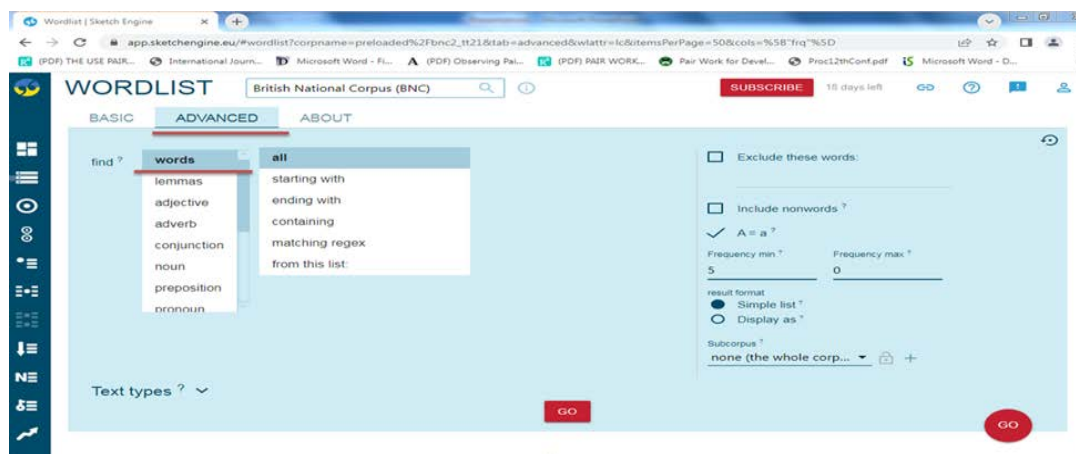 Wordlist | Sketch Engine
app.sketchengine.eu/#wordlist?corpname=preloaded%2Fbnc2_tt21&tab=advanced&wlattr=lc&itemsPerPage=50&cols=%5B"frq"%5D
(PDF) THE USE PAIR... International Journ... Microsoft Word - Fi... (PDF) Observing Pai... (PDF) PAIR WORK... Pair Work for Devel... Proc12thConf.pdf Microsoft Word - D...
WORDLIST British National Corpus (BNC) SUBSCRIBE 18 days left
BASIC ADVANCED ABOUT
find ? words all Exclude these words:
lemmas starting with
adjective ending with Include nonwords ?
adverb containing A = a ?
conjunction matching regex Frequency min ? Frequency max ?
noun from this list: 5 0
preposition result format
pronoun Simple list ?
Display as ?
Subcorpus ?
none (the whole corp... +
Text types ?
GO
GO